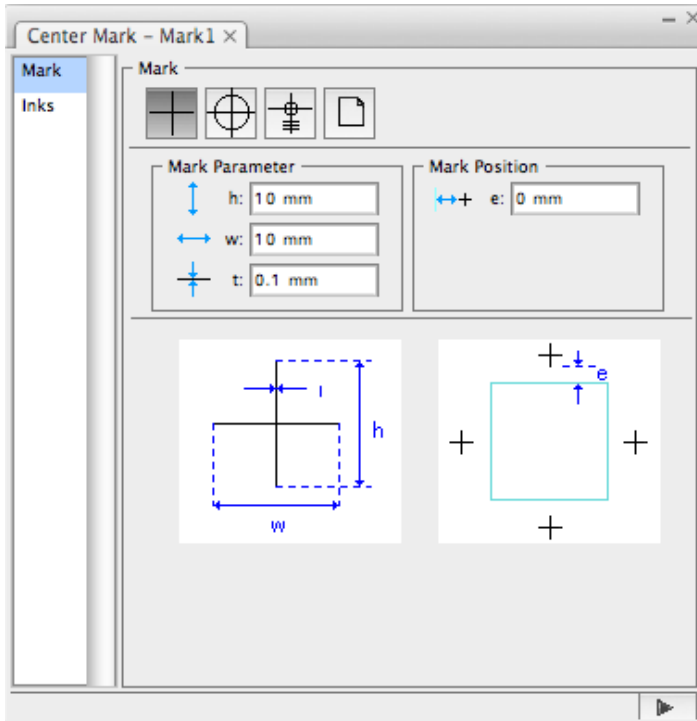 Center Mark – Mark1 ×
Mark
Inks
Mark
Mark Parameter
h: 10 mm
w: 10 mm
t: 0.1 mm
Mark Position
e: 0 mm
h
w
e